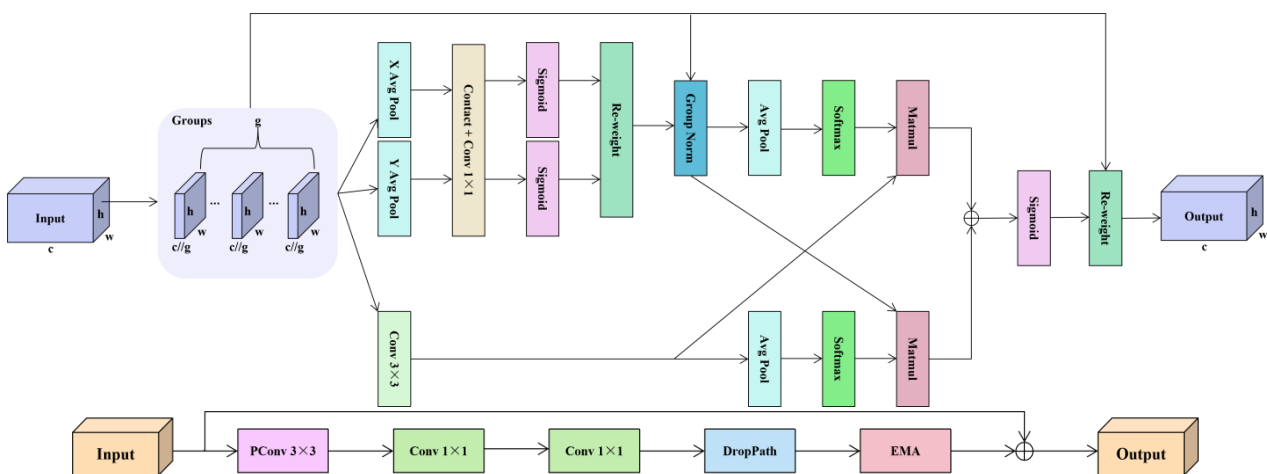 Groups
g
X Avg Pool
Y Avg Pool
Contact + Conv 1×1
Sigmoid
Sigmoid
Re-weight
Group Norm
Avg Pool
Softmax
Matmul
Input
h
w
c
h
w
c//g
...
h
w
c//g
...
h
w
c//g
Sigmoid
Re-weight
Output
h
w
c
Conv 3×3
Avg Pool
Softmax
Matmul
Input
PConv 3×3
Conv 1×1
Conv 1×1
DropPath
EMA
Output